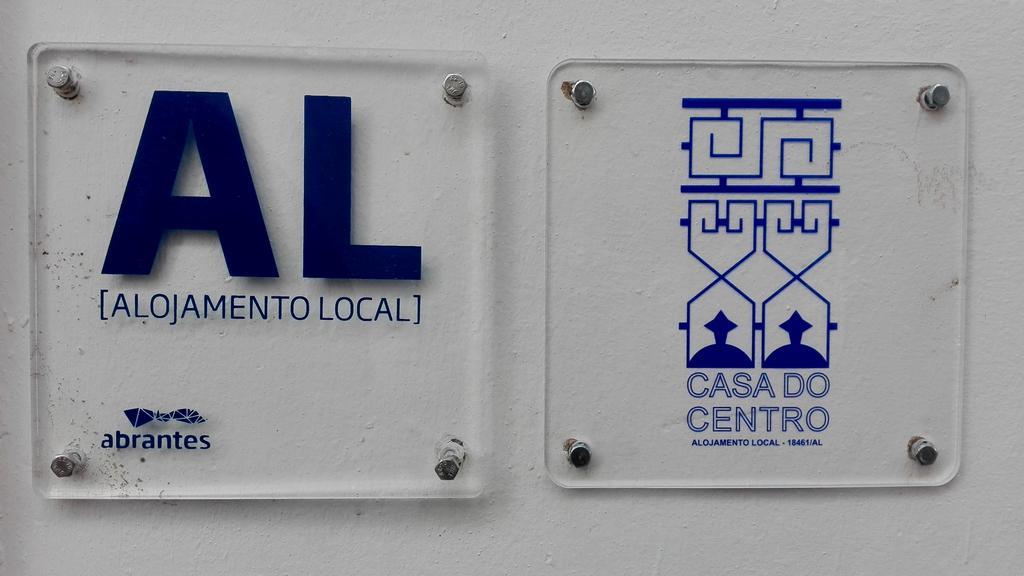 AL
[ALOJAMENTO LOCAL]
abrantes
CASA DO
CENTRO
ALOJAMENTO LOCAL - 18461/AL